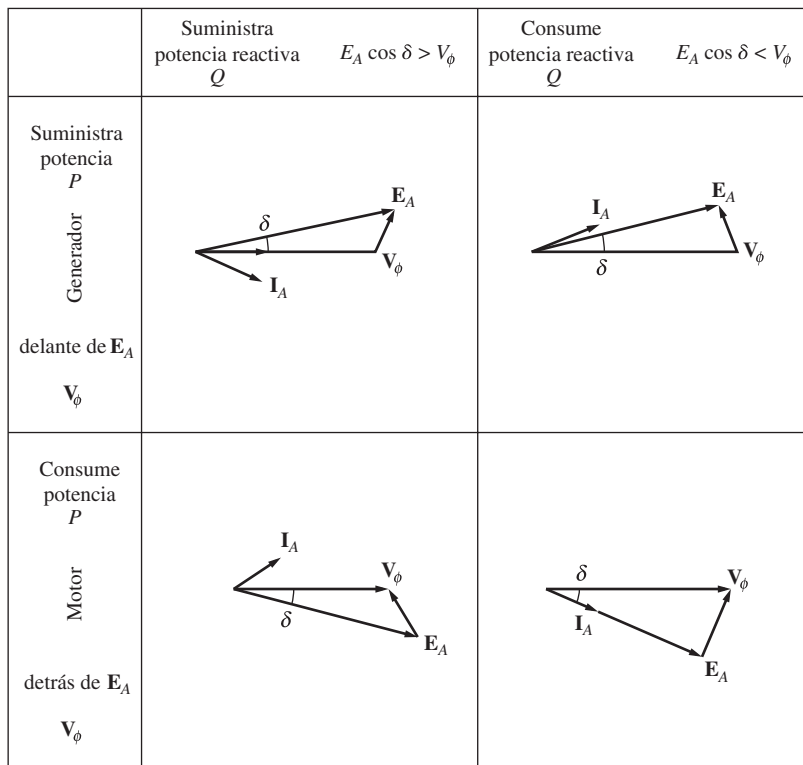 Suministra
potencia reactiva
Q
E_A cos δ > V_ϕ
Consume
potencia reactiva
Q
E_A cos δ < V_ϕ
Suministra
potencia
P
Generador
delante de E_A
V_ϕ
E_A
δ
V_ϕ
I_A
E_A
I_A
V_ϕ
δ
Consume
potencia
P
Motor
detrás de E_A
V_ϕ
I_A
V_ϕ
δ
E_A
δ
V_ϕ
I_A
E_A